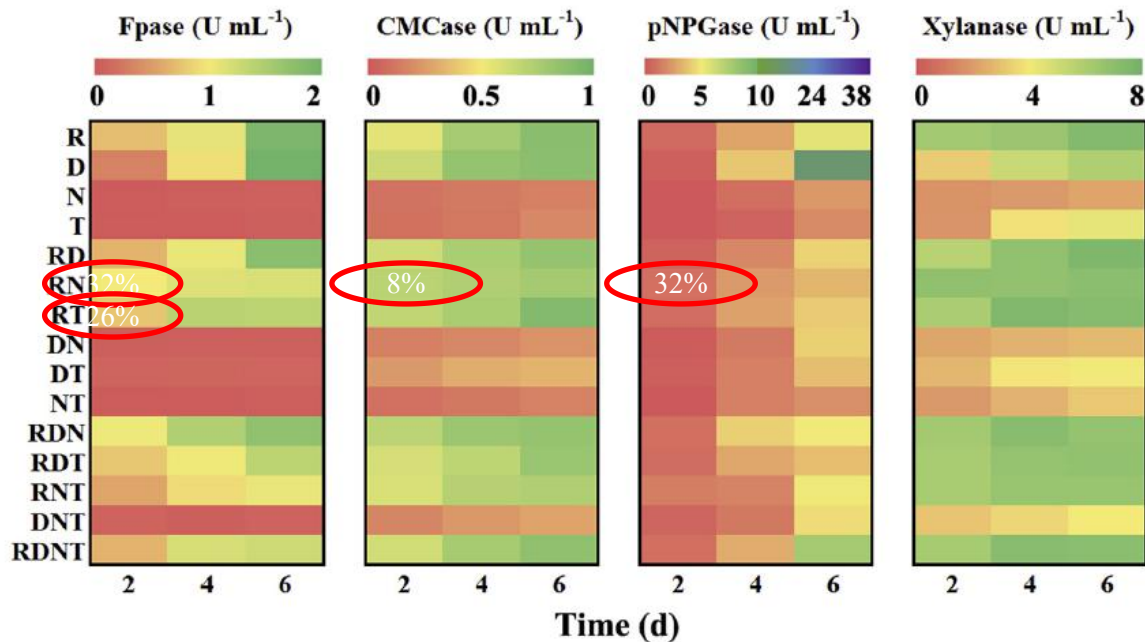 Fpase (U mL⁻¹) CMCase (U mL⁻¹) pNPGase (U mL⁻¹) Xylanase (U mL⁻¹)
0 1 2 0 0.5 1 0 5 10 24 38 0 4 8
R
D
N
T
RD
RN 32% 8% 32%
RT 26%
DN
DT
NT
RDN
RDT
RNT
DNT
RDNT
2 4 6 2 4 6 2 4 6 2 4 6
Time (d)